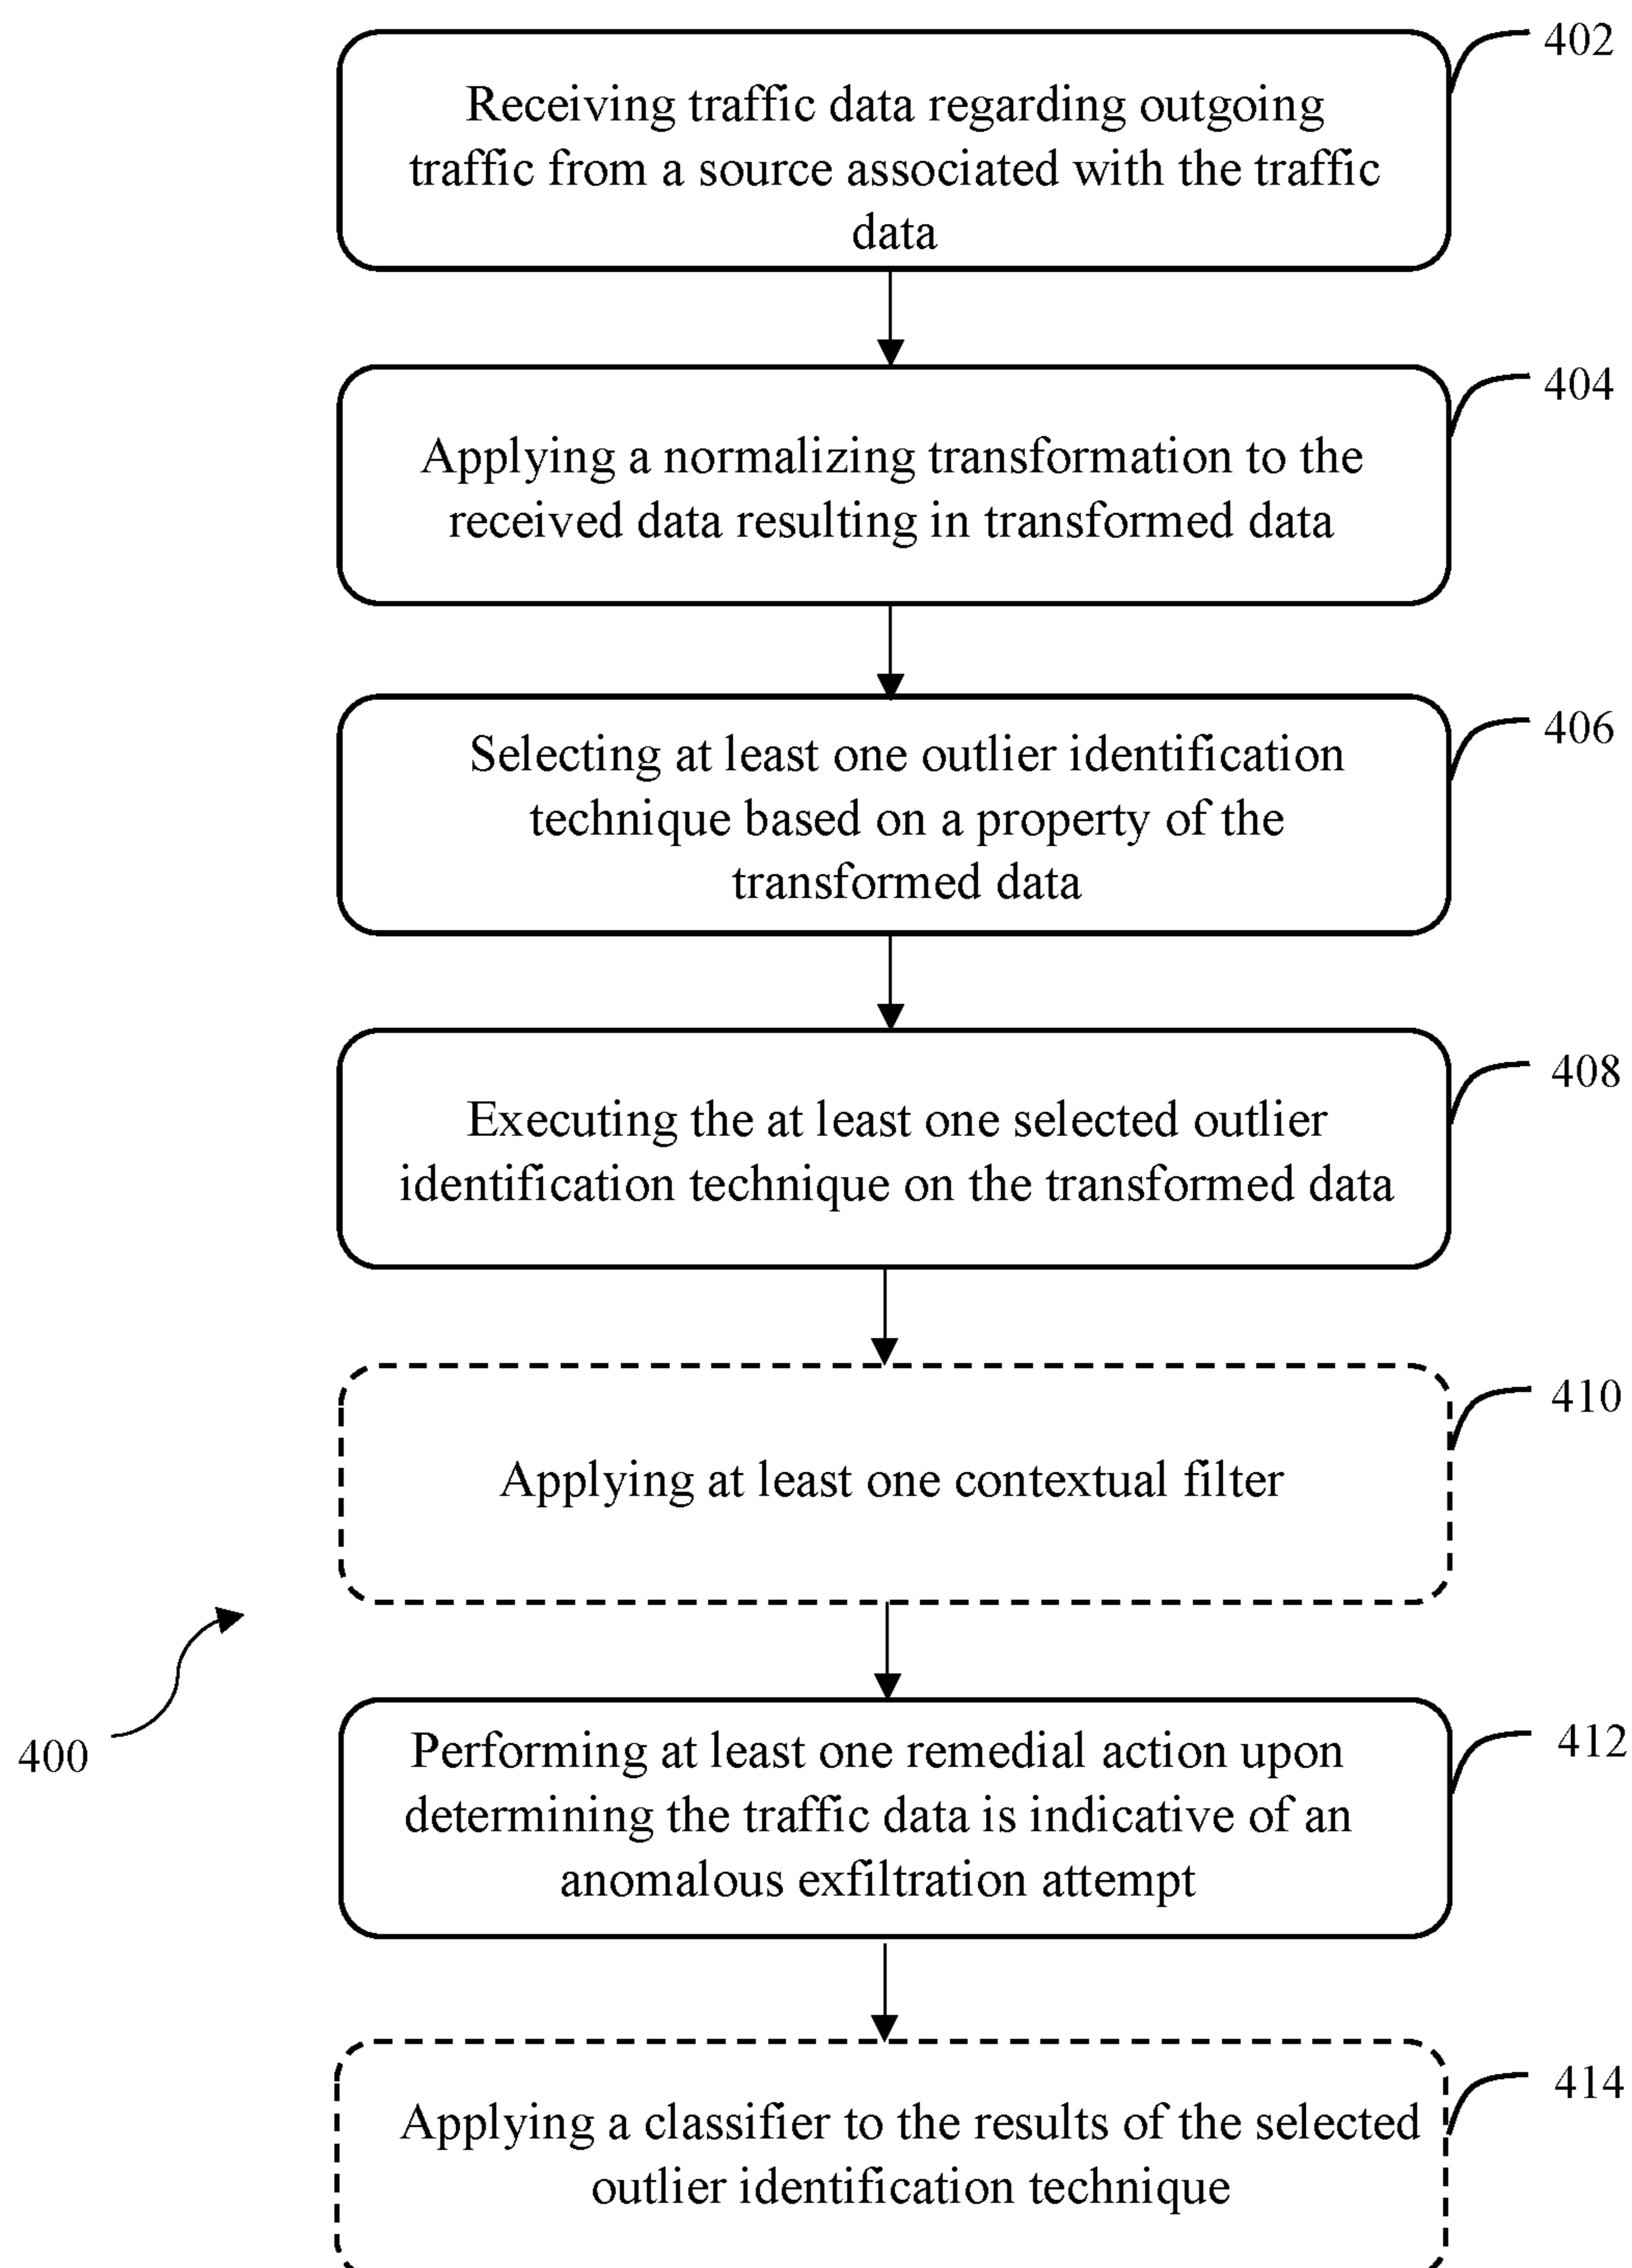 402
Receiving traffic data regarding outgoing
traffic from a source associated with the traffic
data
404
Applying a normalizing transformation to the
received data resulting in transformed data
406
Selecting at least one outlier identification
technique based on a property of the
transformed data
408
Executing the at least one selected outlier
identification technique on the transformed data
410
Applying at least one contextual filter
400
412
Performing at least one remedial action upon
determining the traffic data is indicative of an
anomalous exfiltration attempt
414
Applying a classifier to the results of the selected
outlier identification technique